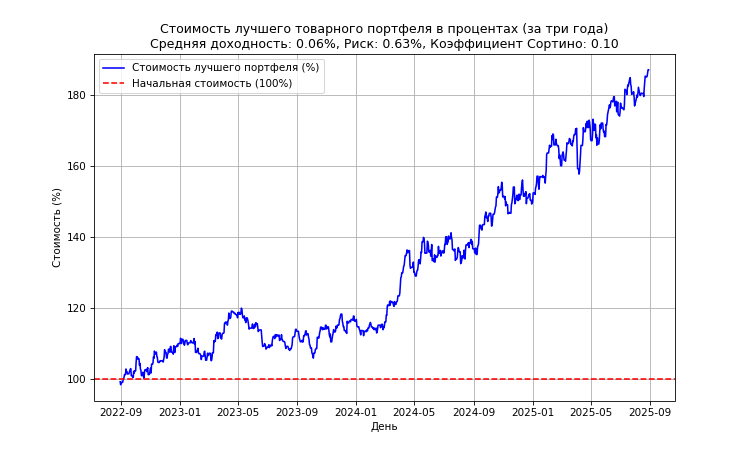 Стоимость лучшего товарного портфеля в процентах (за три года)
Средняя доходность: 0.06%, Риск: 0.63%, Коэффициент Сортино: 0.10
Стоимость лучшего портфеля (%)
Начальная стоимость (100%)
Стоимость (%)
180
160
140
120
100
2022-09 2023-01 2023-05 2023-09 2024-01 2024-05 2024-09 2025-01 2025-05 2025-09
День